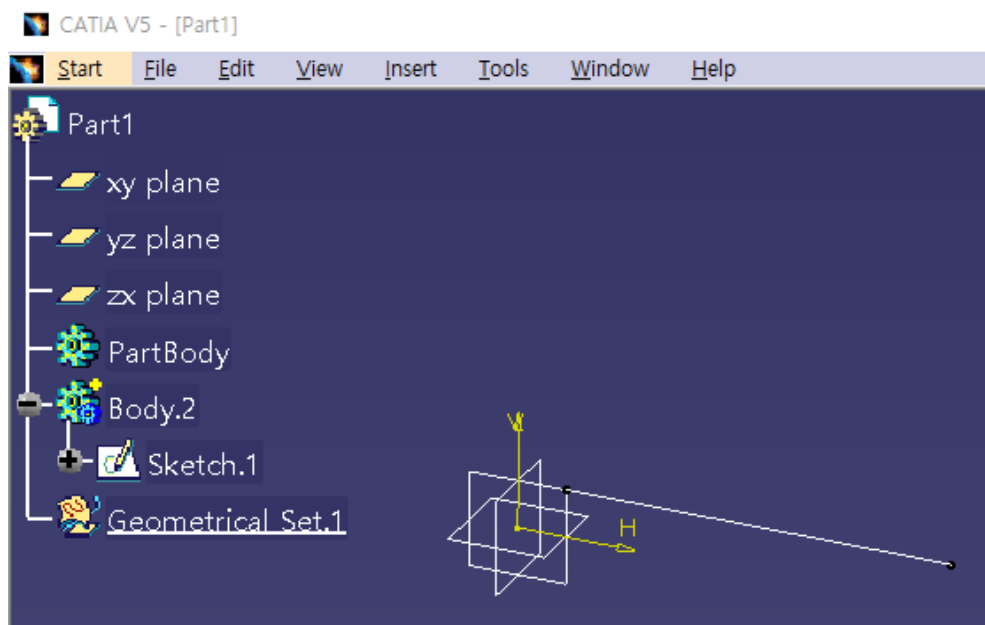 CATIA V5 - [Part1]
Start File Edit View Insert Tools Window Help
Part1
xy plane
yz plane
zx plane
PartBody
Body.2
Sketch.1
Geometrical Set.1
V
H